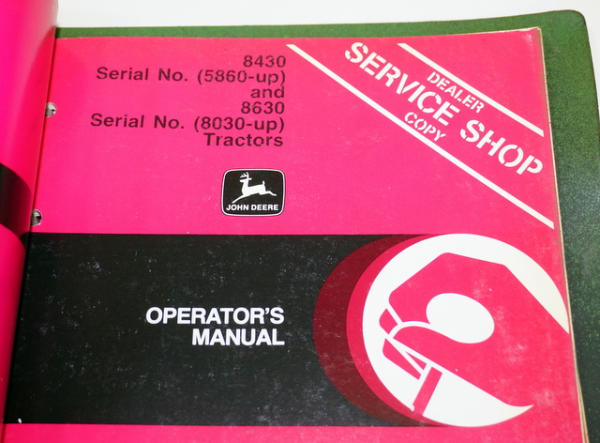 8430
Serial No. (5860-up)
and
8630
Serial No. (8030-up)
Tractors
DEALER
SERVICE SHOP
COPY
JOHN DEERE
OPERATOR'S
MANUAL